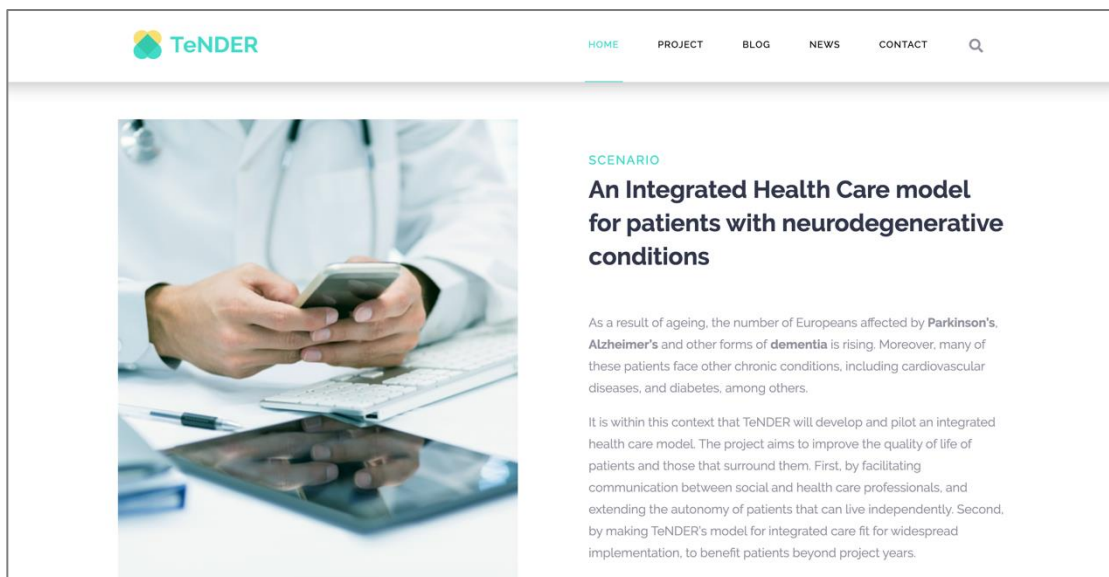 TeNDER
HOME PROJECT BLOG NEWS CONTACT
SCENARIO
An Integrated Health Care model
for patients with neurodegenerative
conditions
As a result of ageing, the number of Europeans affected by Parkinson's,
Alzheimer's and other forms of dementia is rising. Moreover, many of
these patients face other chronic conditions, including cardiovascular
diseases, and diabetes, among others.
It is within this context that TeNDER will develop and pilot an integrated
health care model. The project aims to improve the quality of life of
patients and those that surround them. First, by facilitating
communication between social and health care professionals, and
extending the autonomy of patients that can live independently. Second,
by making TeNDER's model for integrated care fit for widespread
implementation, to benefit patients beyond project years.